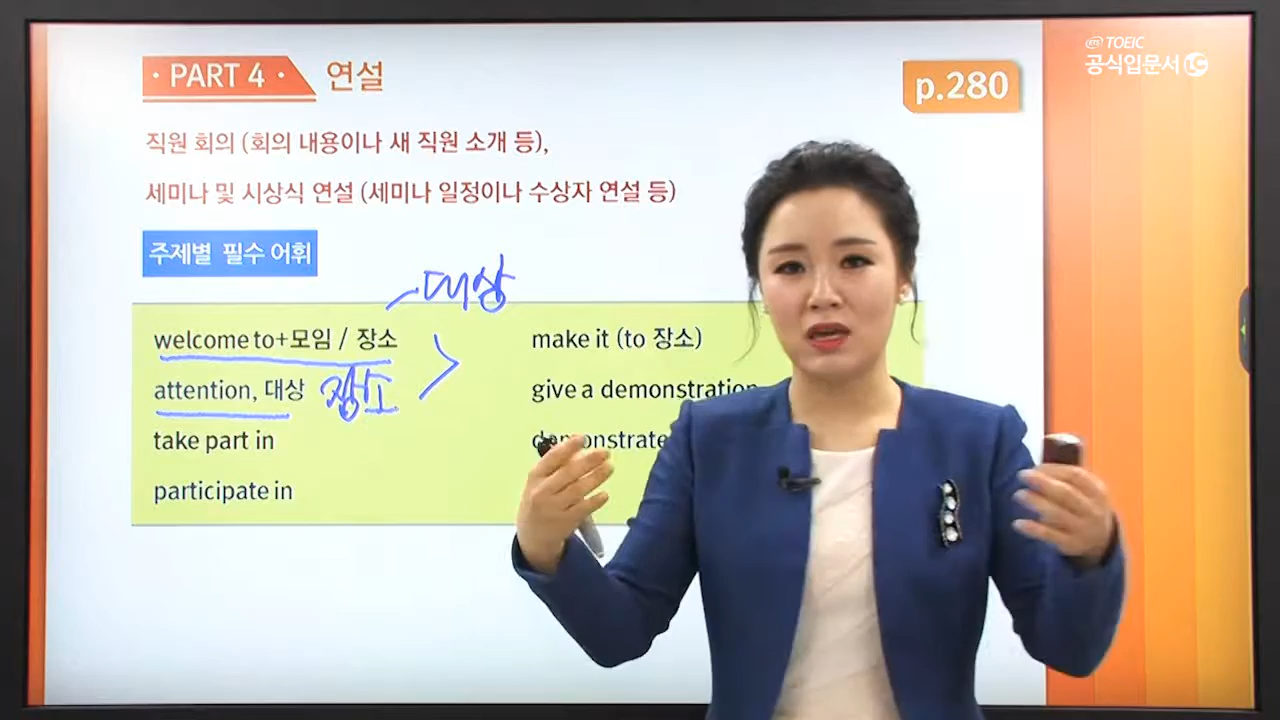 ETS TOEIC
공식입문서 LC
· PART 4 · 연설
p.280
직원 회의 (회의 내용이나 새 직원 소개 등),
세미나 및 시상식 연설 (세미나 일정이나 수상자 연설 등)
주제별 필수 어휘
대상
welcome to+모임 / 장소
attention, 대상 장소
take part in
participate in
make it (to 장소)
give a demonstration
demonstrate